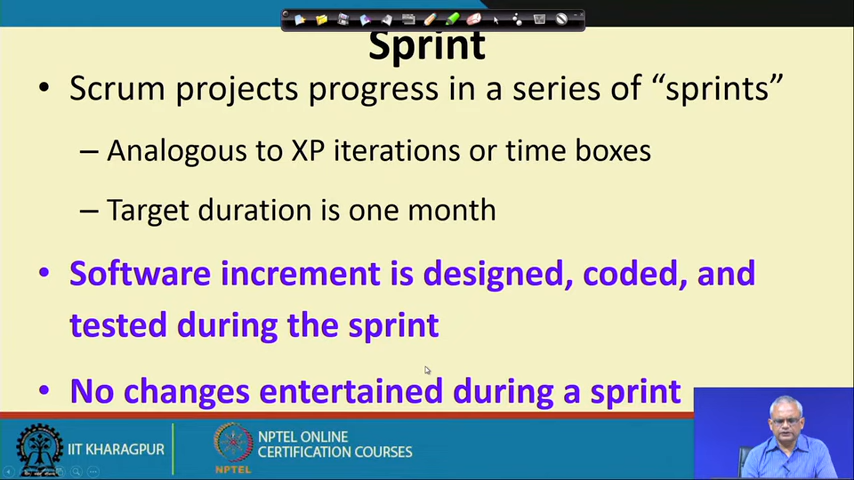 Sprint
• Scrum projects progress in a series of “sprints”
– Analogous to XP iterations or time boxes
– Target duration is one month
• Software increment is designed, coded, and
tested during the sprint
• No changes entertained during a sprint
IIT KHARAGPUR
NPTEL
NPTEL ONLINE
CERTIFICATION COURSES